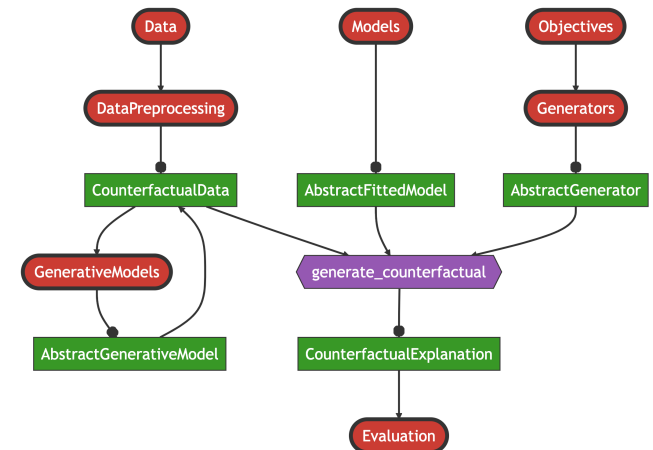 Data
Models
Objectives
DataPreprocessing
Generators
CounterfactualData
AbstractFittedModel
AbstractGenerator
GenerativeModels
generate_counterfactual
AbstractGenerativeModel
CounterfactualExplanation
Evaluation